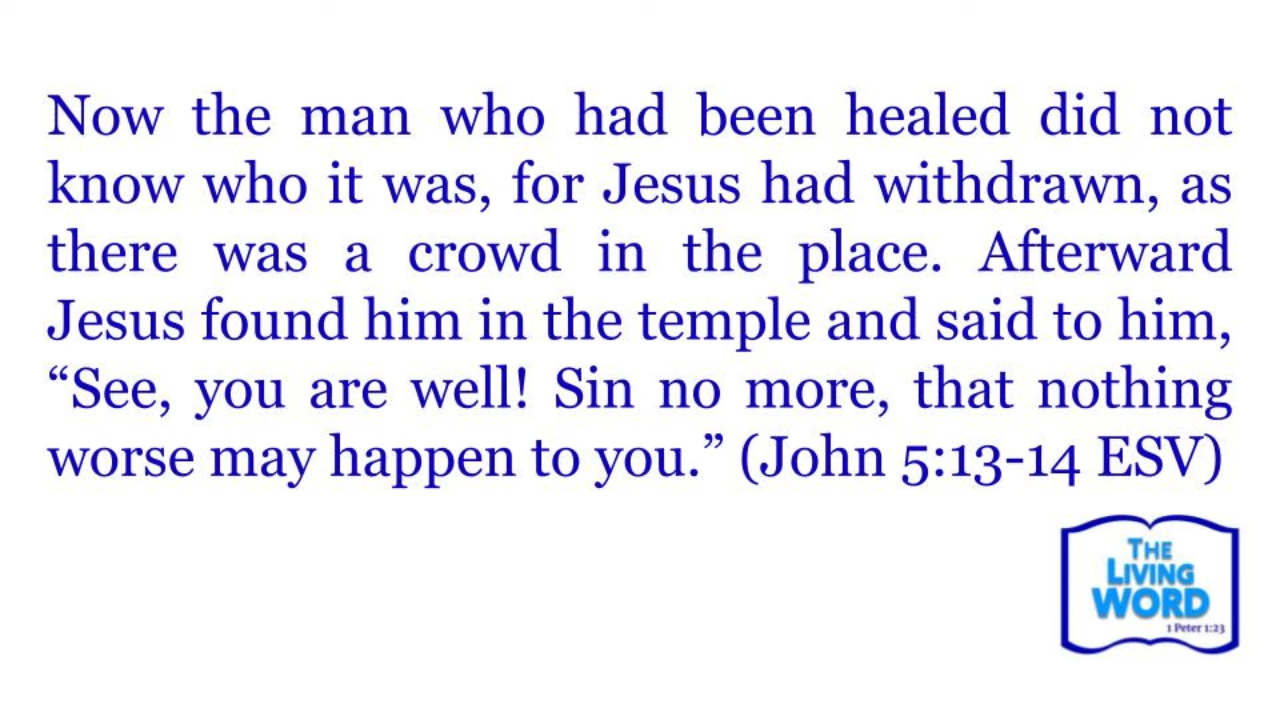 Now the man who had been healed did not
know who it was, for Jesus had withdrawn, as
there was a crowd in the place. Afterward
Jesus found him in the temple and said to him,
“See, you are well! Sin no more, that nothing
worse may happen to you.” (John 5:13-14 ESV)
THE
LIVING
WORD
1 Peter 1:23